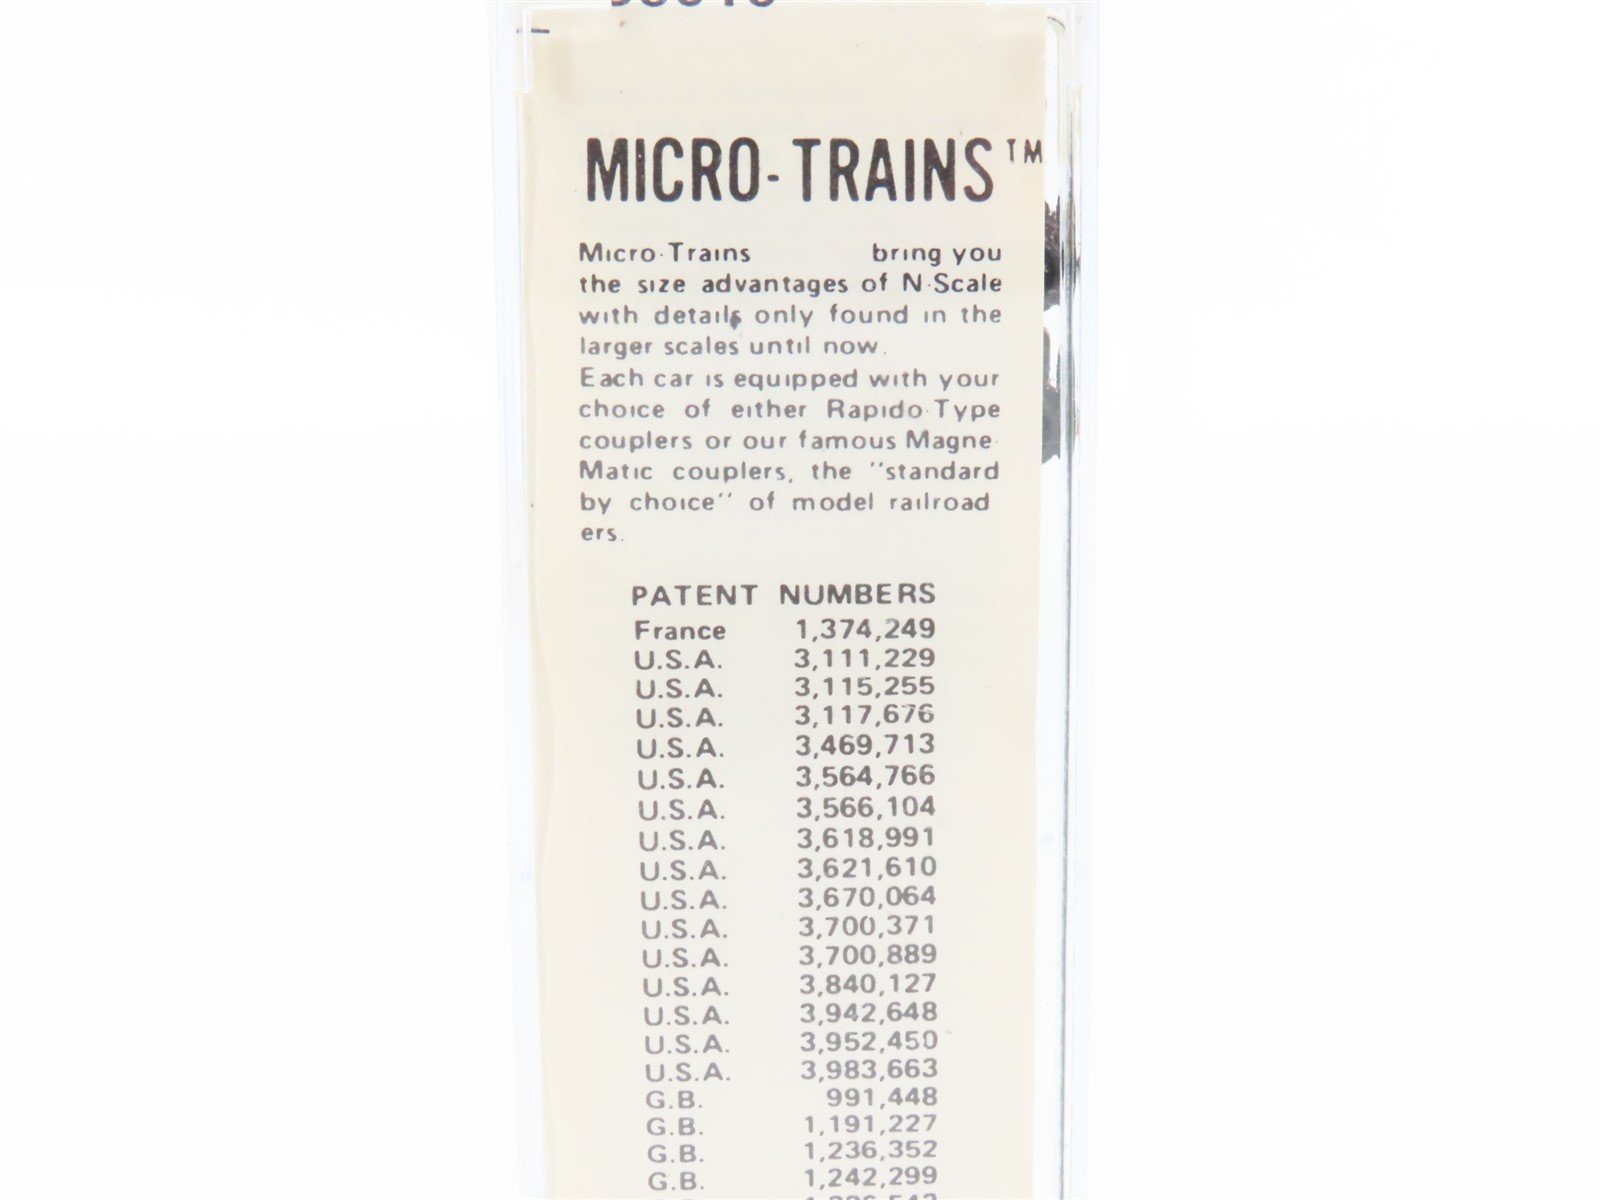 MICRO-TRAINS™
Micro-Trains bring you
the size advantages of N-Scale
with details only found in the
larger scales until now.
Each car is equipped with your
choice of either Rapido-Type
couplers or our famous Magne-
Matic couplers, the "standard
by choice" of model railroad
ers.
PATENT NUMBERS
France 1,374,249
U.S.A. 3,111,229
U.S.A. 3,115,255
U.S.A. 3,117,676
U.S.A. 3,469,713
U.S.A. 3,564,766
U.S.A. 3,566,104
U.S.A. 3,618,991
U.S.A. 3,621,610
U.S.A. 3,670,064
U.S.A. 3,700,371
U.S.A. 3,700,889
U.S.A. 3,840,127
U.S.A. 3,942,648
U.S.A. 3,952,450
U.S.A. 3,983,663
G.B. 991,448
G.B. 1,191,227
G.B. 1,236,352
G.B. 1,242,299